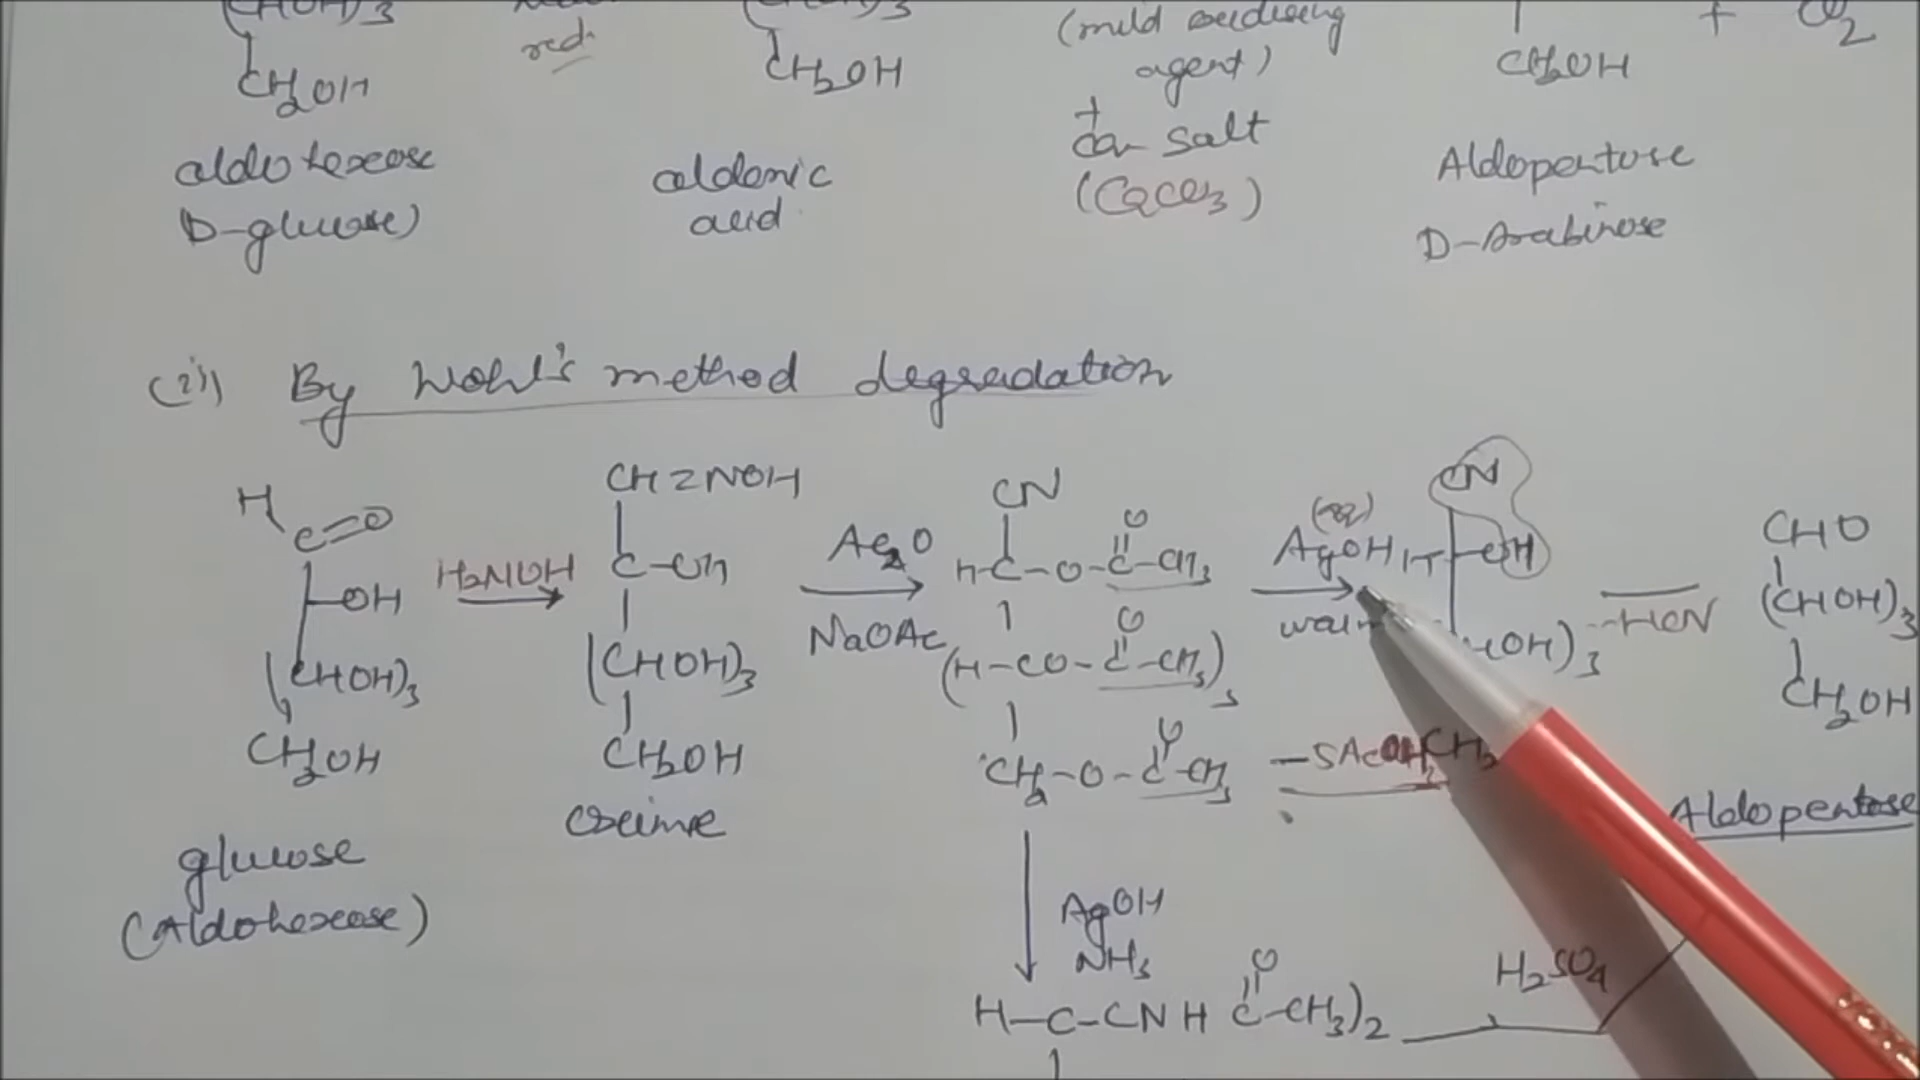 (CHOH)3
CH2OH
red.
CH2OH
(mild oxidising
agent)
+
Ca salt
CH2OH
+ CO2
aldohexose
D-glucose)
aldonic
acid
Aldopentose
D-Arabinose
(ii) By Wohl's method degradation
H
C=O
OH
(CHOH)3
CH2OH
glucose
(Aldohexose)
H2NOH
CH=NOH
C-OH
(CHOH)3
CH2OH
oxime
Ac2O
NaOAc
CN
H-C-O-C-CH3
O
(H-CO-C-CH3)3
O
CH2-O-C-CH3
O
(aq)
AgOH
CN
H OH
OH)3
-HCN
CHO
(CHOH)3
CH2OH
Aldopentose
AgOH
NH3
O
H-C-CNH C-CH3)2
H2SO4